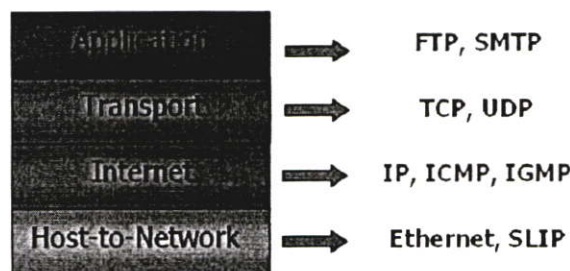 Application FTP, SMTP
Transport TCP, UDP
Internet IP, ICMP, IGMP
Host-to-Network Ethernet, SLIP